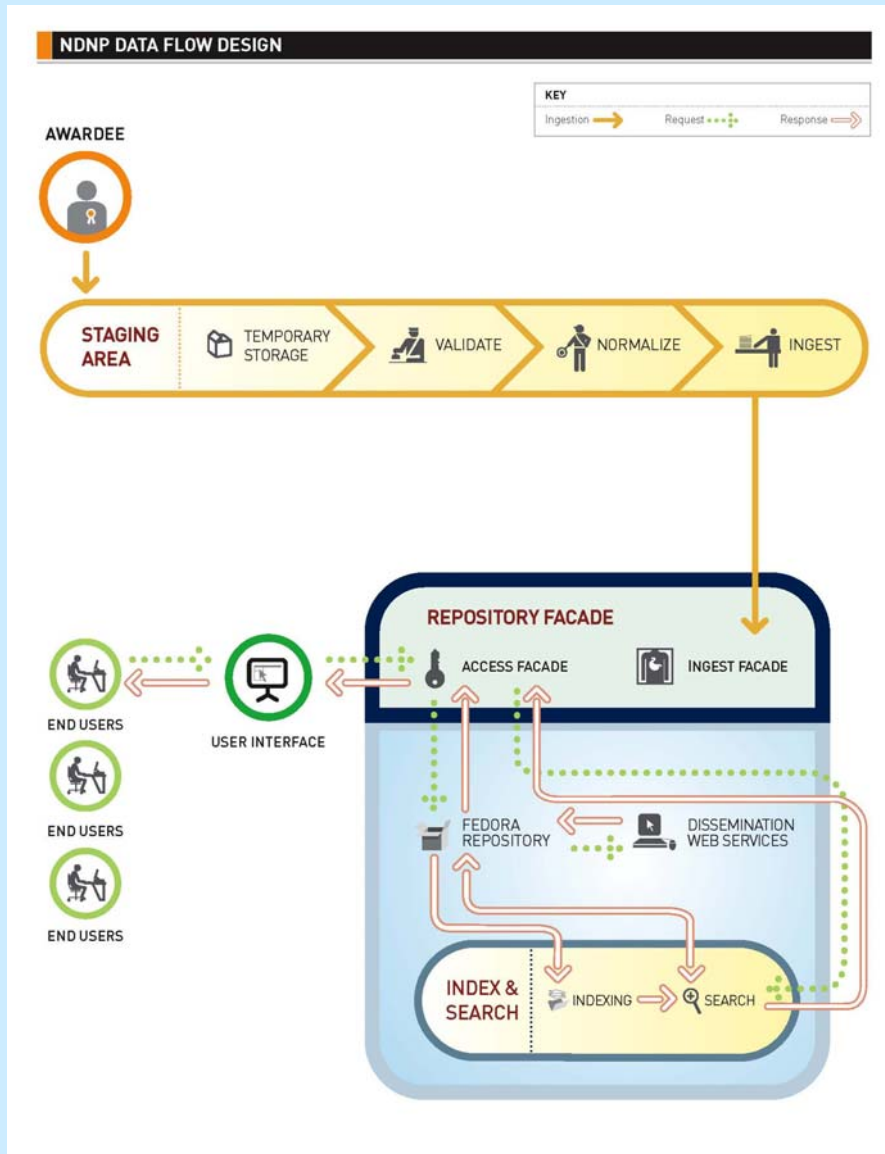 NDNP DATA FLOW DESIGN
KEY
Ingestion
Request
Response
AWARDEE
STAGING
AREA
TEMPORARY
STORAGE
VALIDATE
NORMALIZE
INGEST
REPOSITORY FACADE
ACCESS FACADE
INGEST FACADE
END USERS
USER INTERFACE
END USERS
END USERS
FEDORA
REPOSITORY
DISSEMINATION
WEB SERVICES
INDEX &
SEARCH
INDEXING
SEARCH